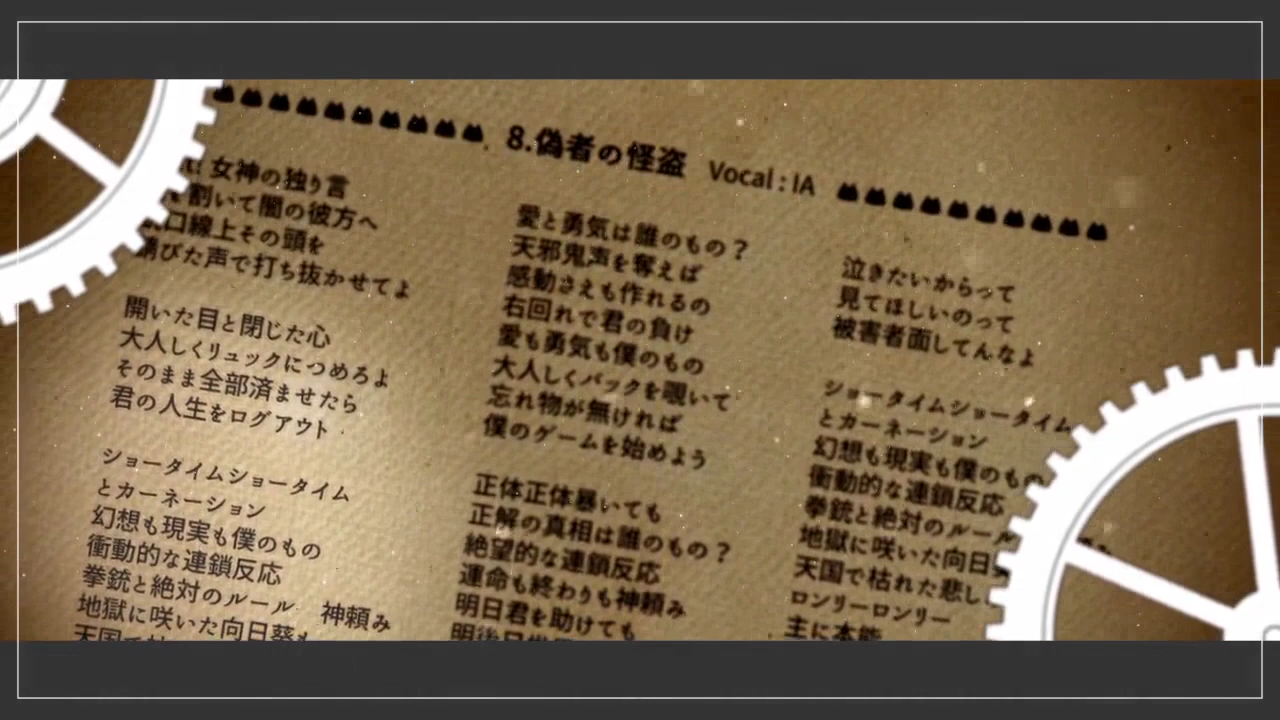 8.偽者の怪盗 Vocal : IA
女神の独り言
割いて闇の彼方へ
口線上その頭を
びた声で打ち抜かせてよ
開いた目と閉じた心
大人しくリュックにつめろよ
そのまま全部済ませたら
君の人生をログアウト
ショータイムショータイム
とカーネーション
幻想も現実も僕のもの
衝動的な連鎖反応
拳銃と絶対のルール 神頼み
地獄に咲いた向日葵も
愛と勇気は誰のもの？
天邪鬼声を奪えば
感動さえも作れるの
右回れで君の負け
愛も勇気も僕のもの
大人しくバックを覗いて
忘れ物が無ければ
僕のゲームを始めよう
正体正体暴いても
正解の真相は誰のもの？
絶望的な連鎖反応
運命も終わりも神頼み
明日君を助けても
泣きたいからって
見てほしいのって
被害者面してんなよ
ショータイムショータイム
とカーネーション
幻想も現実も僕のもの
衝動的な連鎖反応
拳銃と絶対のルール
地獄に咲いた向日
天国で枯れた悲し
ロンリーロンリー
主に本能